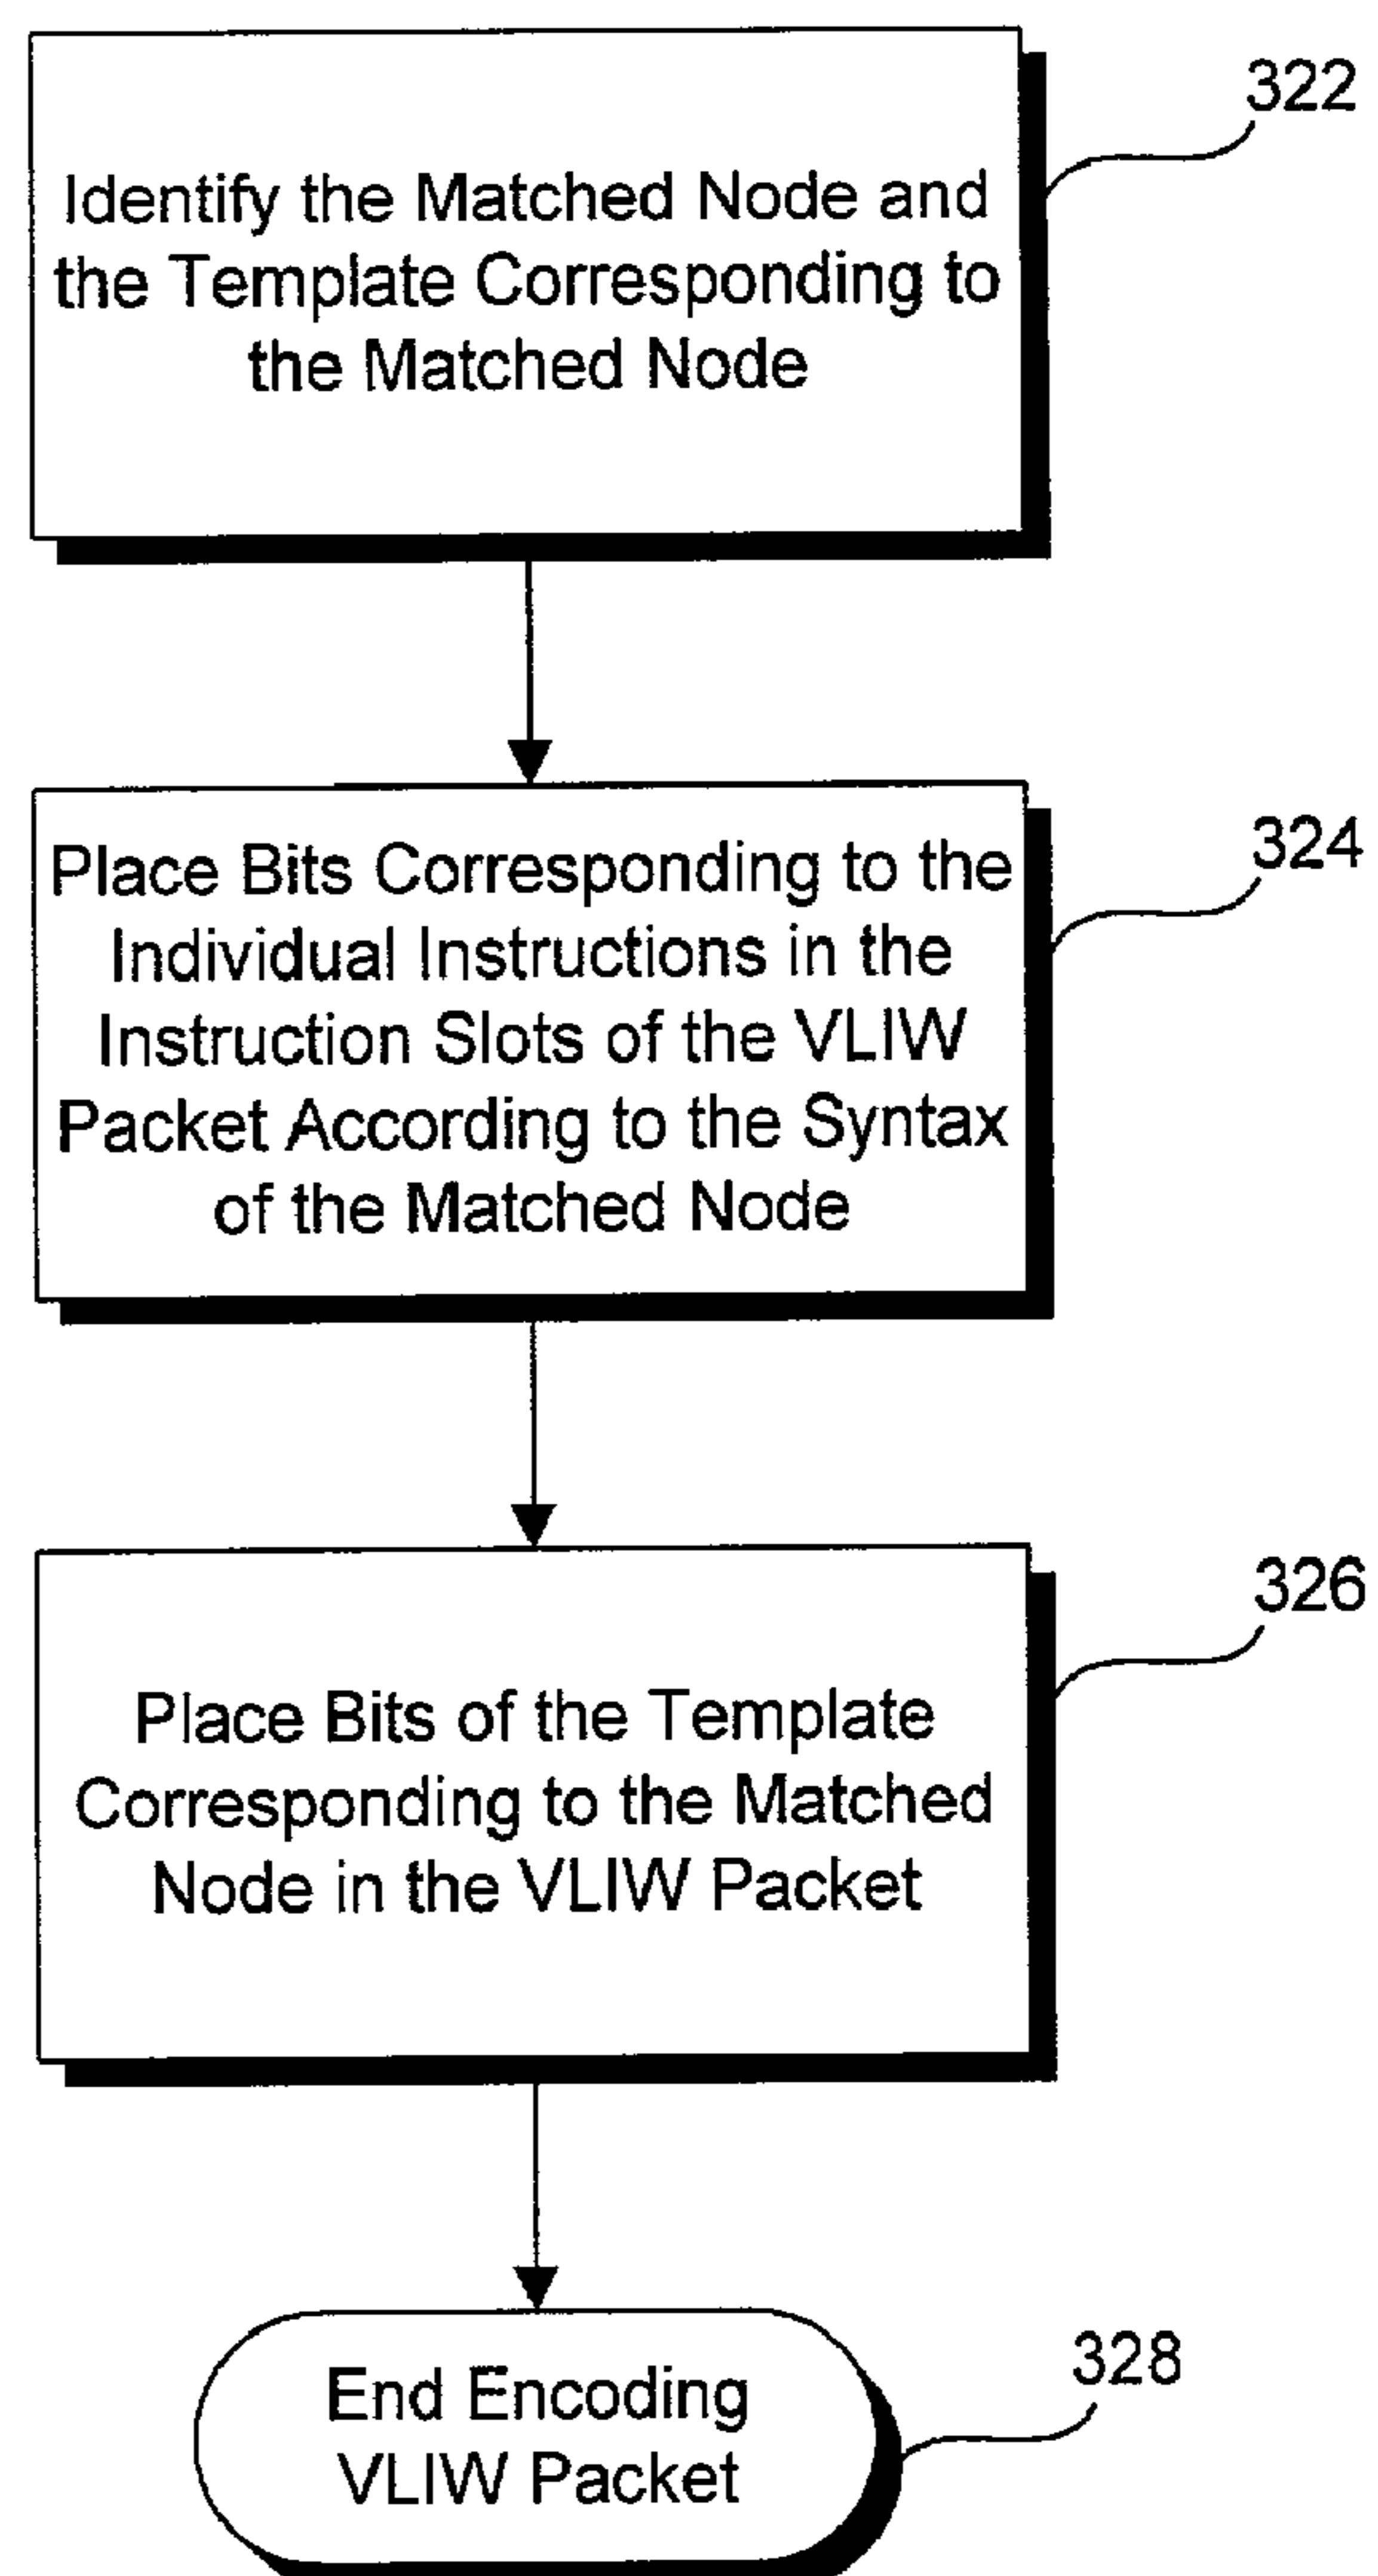 322
Identify the Matched Node and
the Template Corresponding to
the Matched Node
324
Place Bits Corresponding to the
Individual Instructions in the
Instruction Slots of the VLIW
Packet According to the Syntax
of the Matched Node
326
Place Bits of the Template
Corresponding to the Matched
Node in the VLIW Packet
328
End Encoding
VLIW Packet